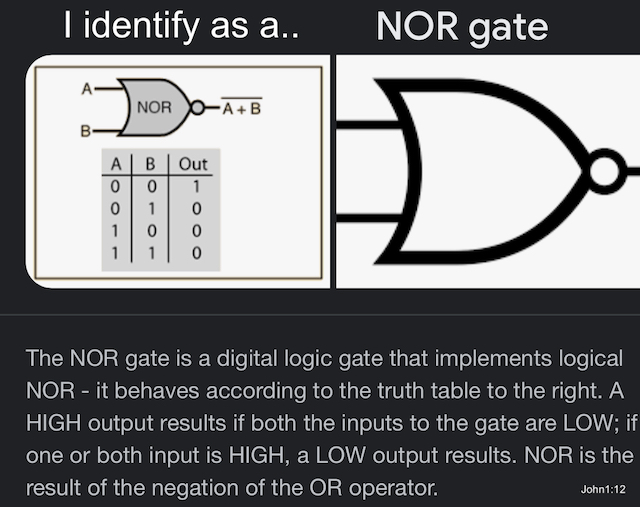 I identify as a.. NOR gate
A
NOR
A + B
B
A B Out
0 0 1
0 1 0
1 0 0
1 1 0
The NOR gate is a digital logic gate that implements logical
NOR - it behaves according to the truth table to the right. A
HIGH output results if both the inputs to the gate are LOW; if
one or both input is HIGH, a LOW output results. NOR is the
result of the negation of the OR operator.
John1:12